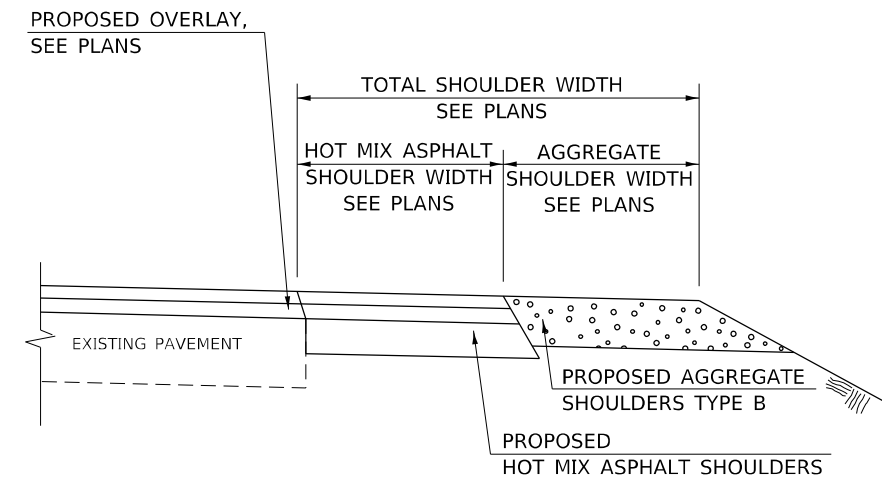 PROPOSED OVERLAY,
SEE PLANS
TOTAL SHOULDER WIDTH
SEE PLANS
HOT MIX ASPHALT
SHOULDER WIDTH
SEE PLANS
AGGREGATE
SHOULDER WIDTH
SEE PLANS
EXISTING PAVEMENT
PROPOSED AGGREGATE
SHOULDERS TYPE B
PROPOSED
HOT MIX ASPHALT SHOULDERS